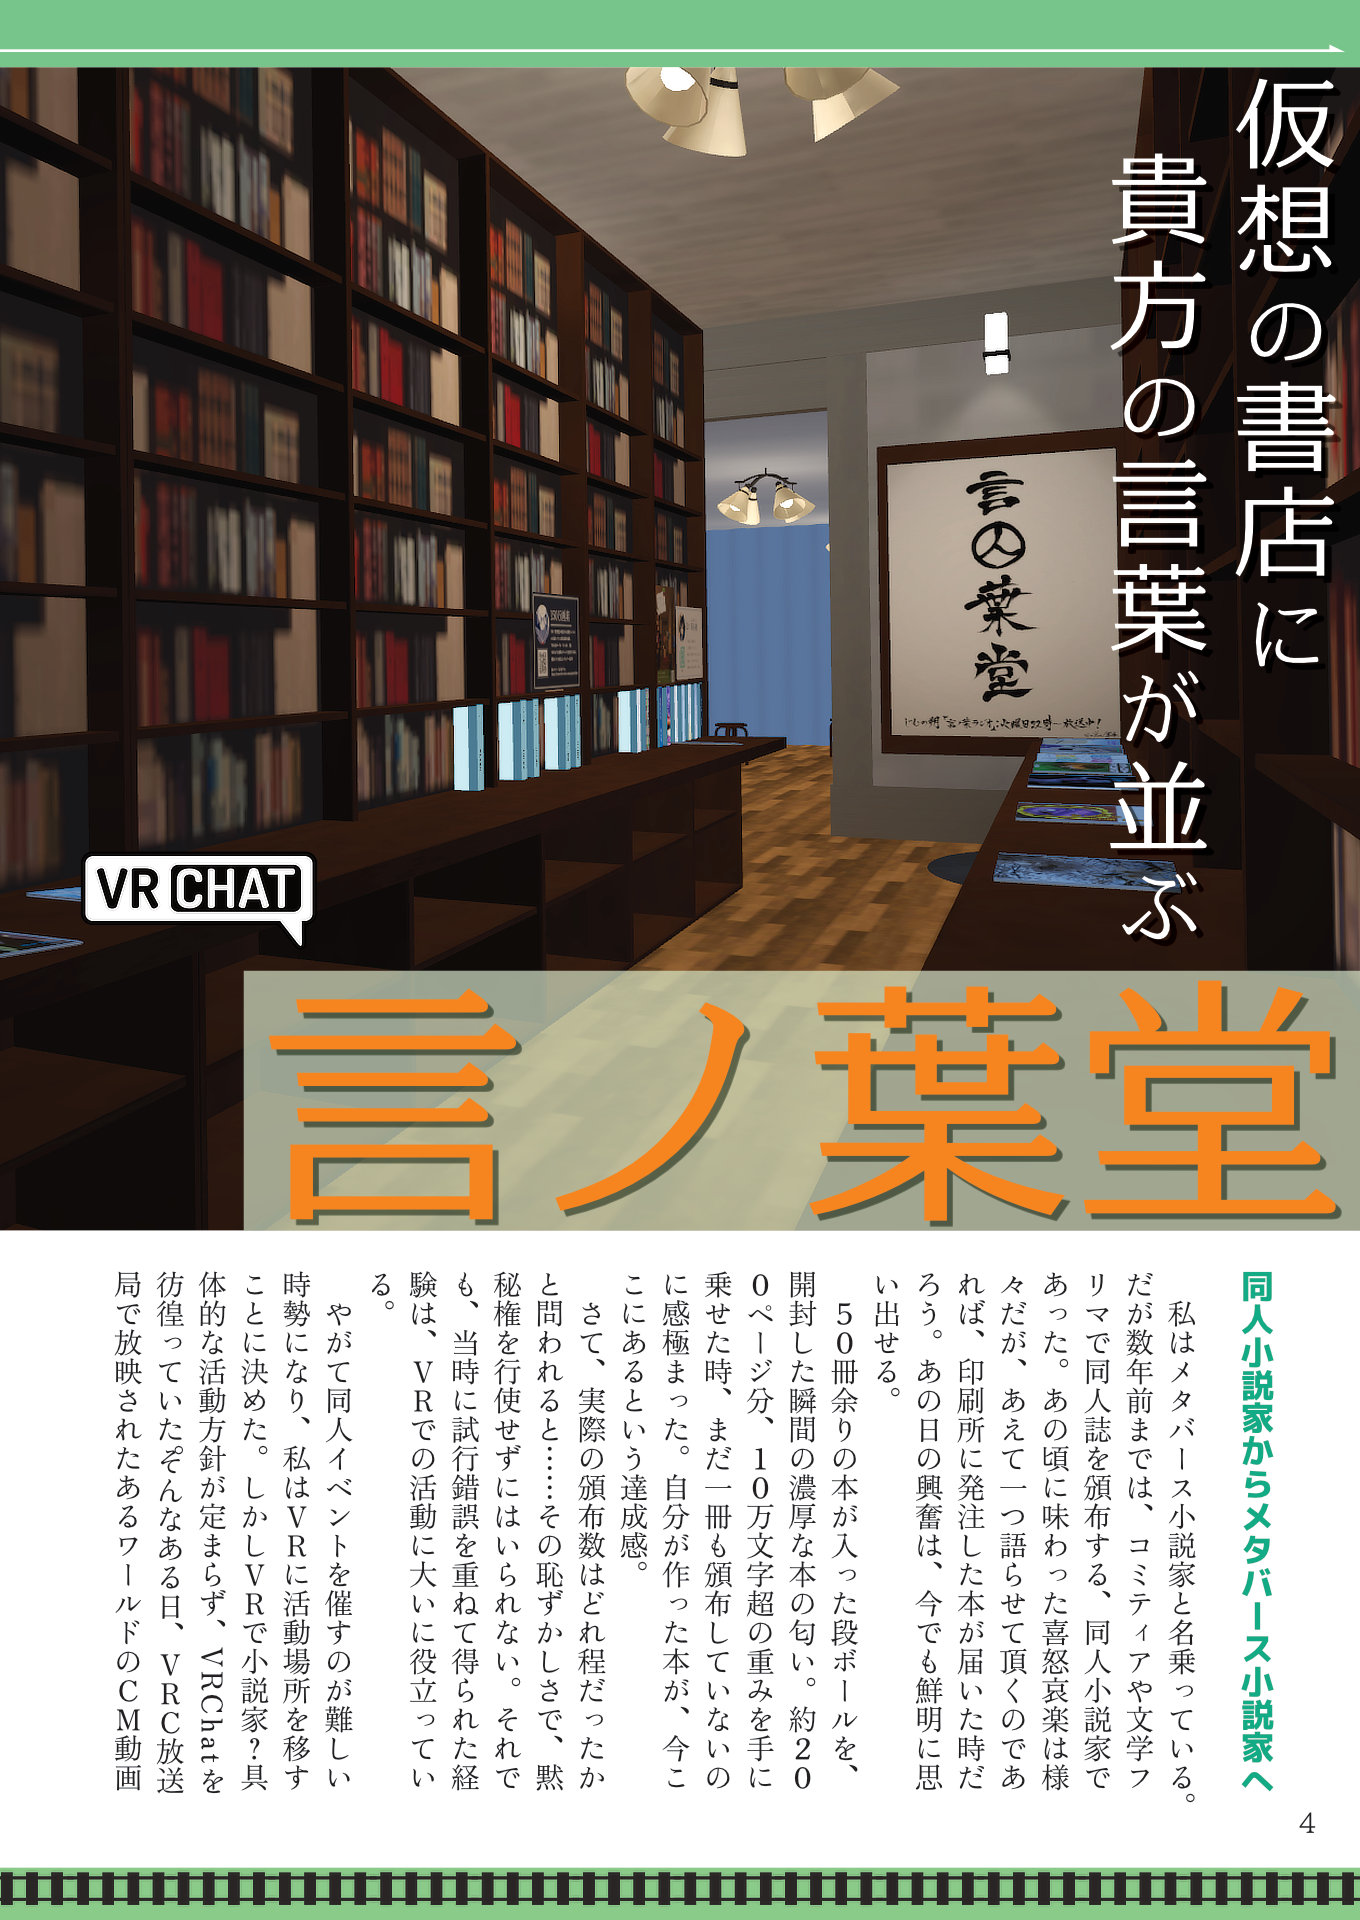 仮想の書店に
貴方の言葉が並ぶ
言ノ葉堂
にじの朝「言ノ葉ラジオ」火曜日22時〜放送中!
VR CHAT
言ノ葉堂
同人小説家からメタバース小説家へ
私はメタバース小説家と名乗っている。
だが数年前までは、コミティアや文学フ
リマで同人誌を頒布する、同人小説家で
あった。あの頃に味わった喜怒哀楽は様
々だが、あえて一つ語らせて頂くのであ
れば、印刷所に発注した本が届いた時だ
ろう。あの日の興奮は、今でも鮮明に思
い出せる。
50冊余りの本が入った段ボールを、
開封した瞬間の濃厚な本の匂い。約20
0ページ分、10万文字超の重みを手に
乗せた時、まだ一冊も頒布していないの
に感極まった。自分が作った本が、今こ
こにあるという達成感。
さて、実際の頒布数はどれ程だったか
と問われると……その恥ずかしさで、黙
秘権を行使せずにはいられない。それで
も、当時に試行錯誤を重ねて得られた経
験は、VRでの活動に大いに役立ってい
る。
やがて同人イベントを催すのが難しい
時勢になり、私はVRに活動場所を移す
ことに決めた。しかしVRで小説家?具
体的な活動方針が定まらず、VRChatを
彷徨っていた。そんなある日、VRC放送
局で放映されたあるワールドのCM動画
4